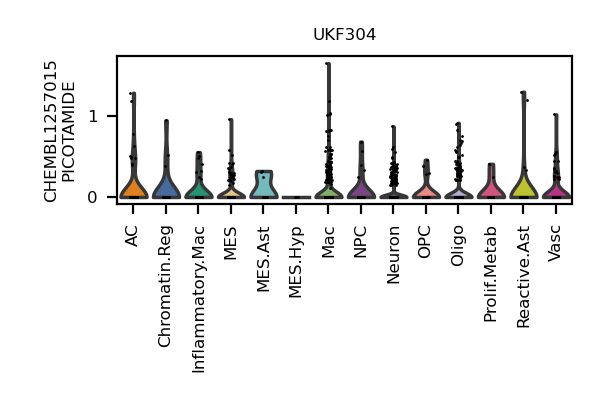 UKF304
CHEMBL1257015
PICOTAMIDE
1
0
AC
Chromatin.Reg
Inflammatory.Mac
MES
MES.Ast
MES.Hyp
Mac
NPC
Neuron
OPC
Oligo
Prolif.Metab
Reactive.Ast
Vasc